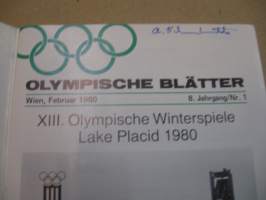 OLYMPISCHE BLÄTTER
Wien, Februar 1980 8. Jahrgang/Nr. 1
XIII. Olympische Winterspiele
Lake Placid 1980